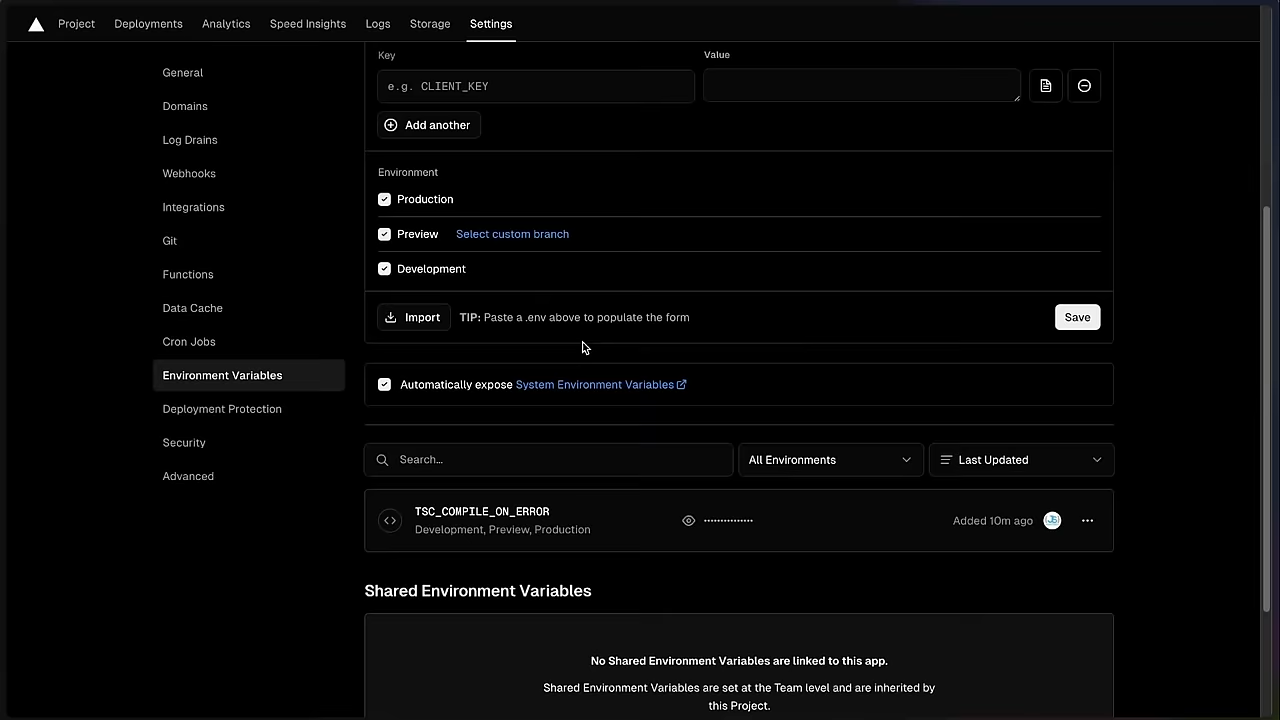 Project Deployments Analytics Speed Insights Logs Storage Settings
General
Domains
Log Drains
Webhooks
Integrations
Git
Functions
Data Cache
Cron Jobs
Environment Variables
Deployment Protection
Security
Advanced
Key Value
e.g. CLIENT_KEY
Add another
Environment
Production
Preview Select custom branch
Development
Import TIP: Paste a .env above to populate the form Save
Automatically expose System Environment Variables
Search... All Environments Last Updated
TSC_COMPILE_ON_ERROR
Development, Preview, Production
•••••••••••••• Added 10m ago
Shared Environment Variables
No Shared Environment Variables are linked to this app.
Shared Environment Variables are set at the Team level and are inherited by
this Project.